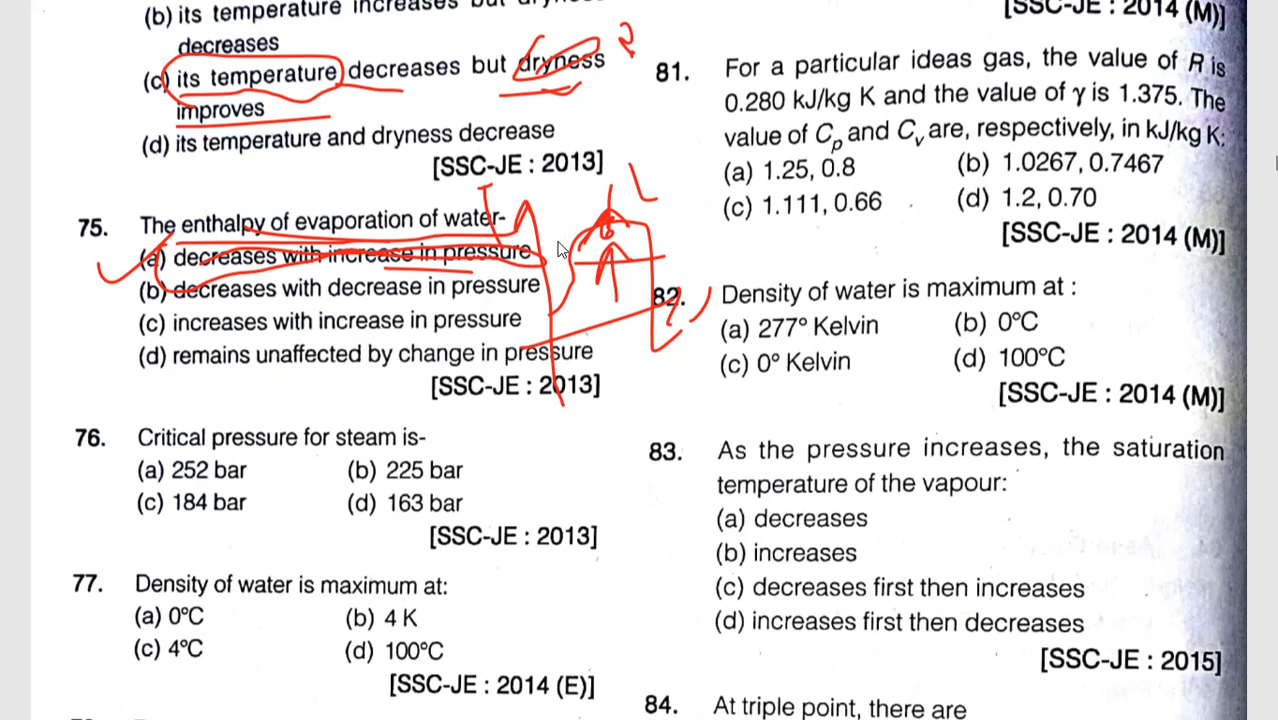 (b) its temperature increases but
decreases
(c) its temperature decreases but dryness
improves
(d) its temperature and dryness decrease
[SSC-JE : 2013]
75. The enthalpy of evaporation of water-
(a) decreases with increase in pressure
(b) decreases with decrease in pressure
(c) increases with increase in pressure
(d) remains unaffected by change in pressure
[SSC-JE : 2013]
76. Critical pressure for steam is-
(a) 252 bar (b) 225 bar
(c) 184 bar (d) 163 bar
[SSC-JE : 2013]
77. Density of water is maximum at:
(a) 0°C (b) 4 K
(c) 4°C (d) 100°C
[SSC-JE : 2014 (E)]
[SSC-JE : 2014 (M)]
81. For a particular ideas gas, the value of R is
0.280 kJ/kg K and the value of γ is 1.375. The
value of Cp and Cv are, respectively, in kJ/kg K:
(a) 1.25, 0.8 (b) 1.0267, 0.7467
(c) 1.111, 0.66 (d) 1.2, 0.70
[SSC-JE : 2014 (M)]
82. Density of water is maximum at :
(a) 277° Kelvin (b) 0°C
(c) 0° Kelvin (d) 100°C
[SSC-JE : 2014 (M)]
83. As the pressure increases, the saturation
temperature of the vapour:
(a) decreases
(b) increases
(c) decreases first then increases
(d) increases first then decreases
[SSC-JE : 2015]
84. At triple point, there are